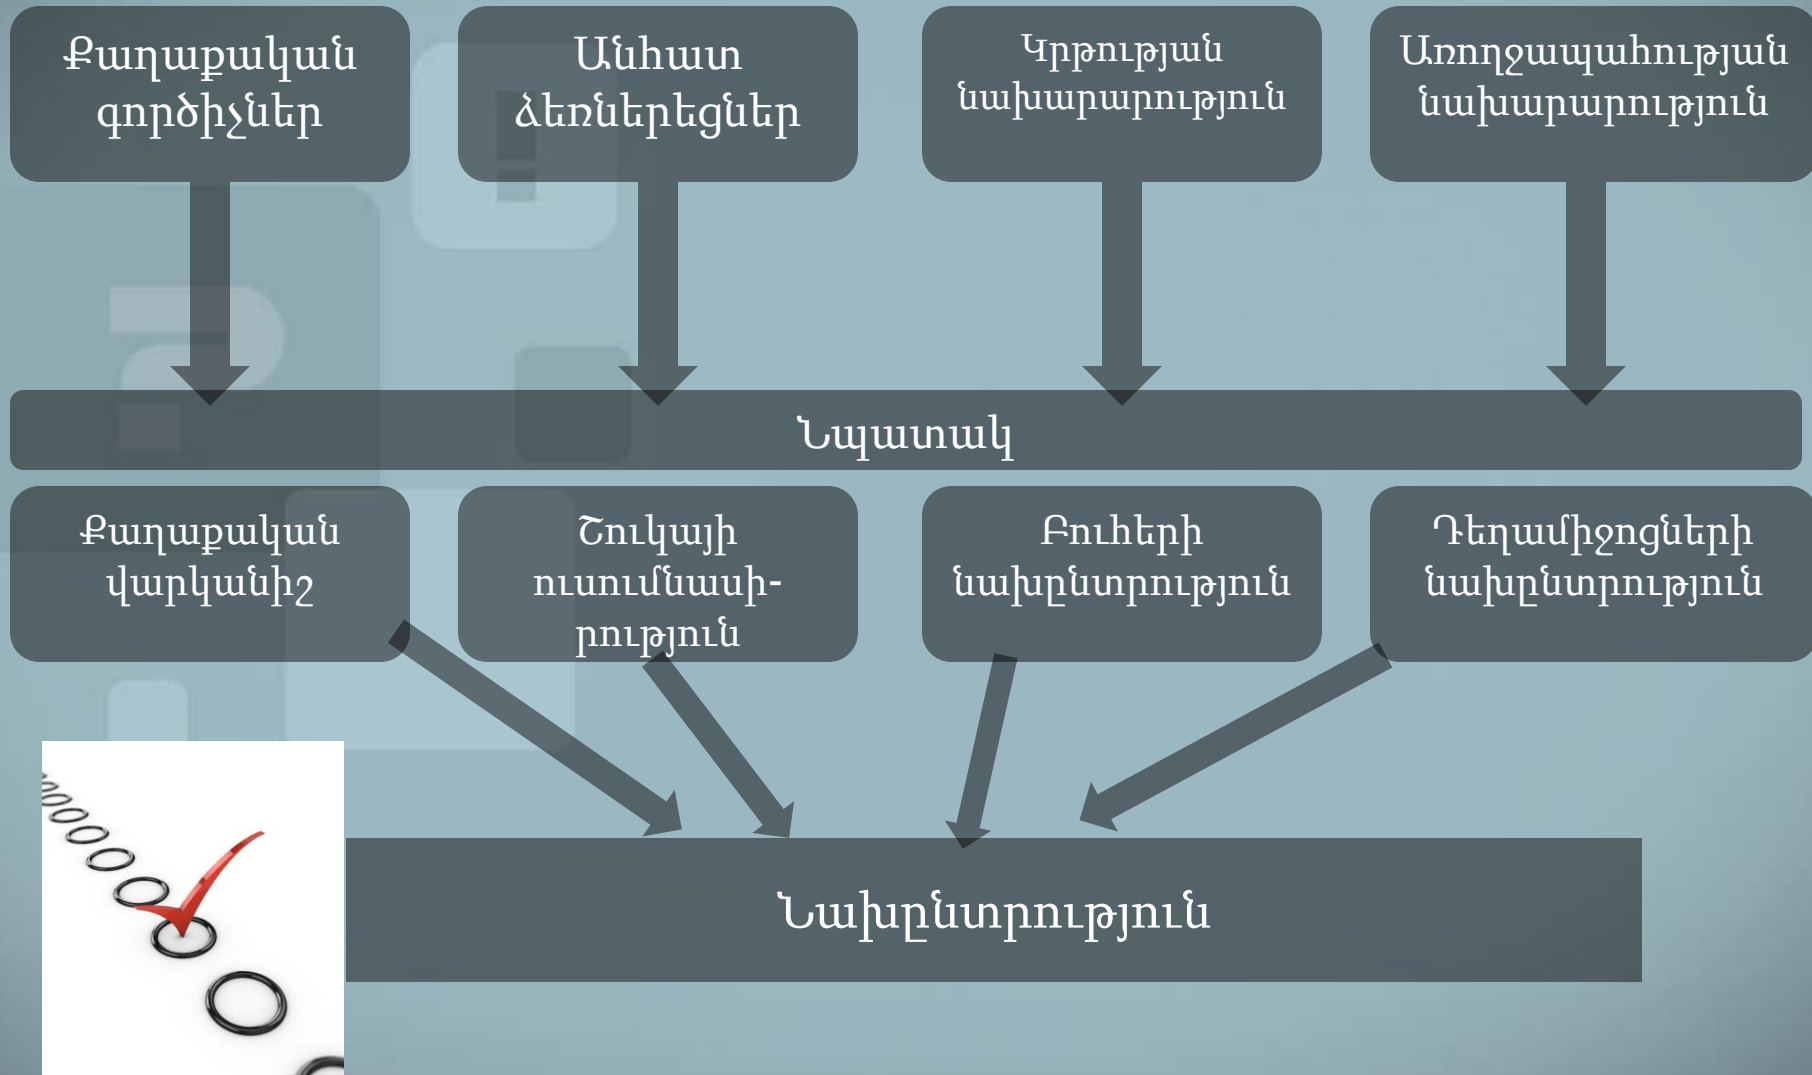 Քաղաքական
գործիչներ
Անհատ
ձեռներեցներ
Կրթության
նախարարություն
Առողջապահության
նախարարություն
Նպատակ
Քաղաքական
վարկանիշ
Շուկայի
ուսումնասի-
րություն
Բուհերի
նախընտրություն
Դեղամիջոցների
նախընտրություն
Նախընտրություն